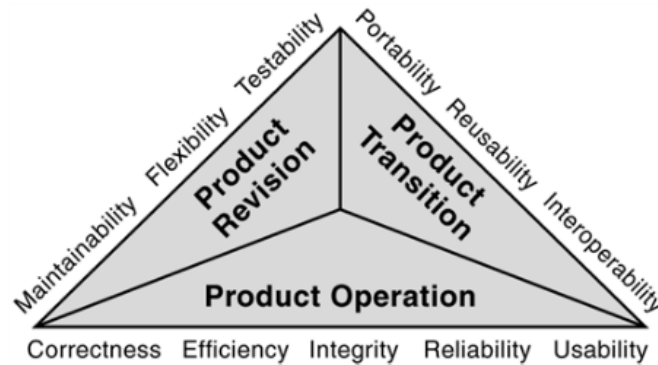 Testability
Flexibility
Maintainability
Portability
Reusability
Interoperability
Product
Revision
Product
Transition
Product Operation
Correctness Efficiency Integrity Reliability Usability